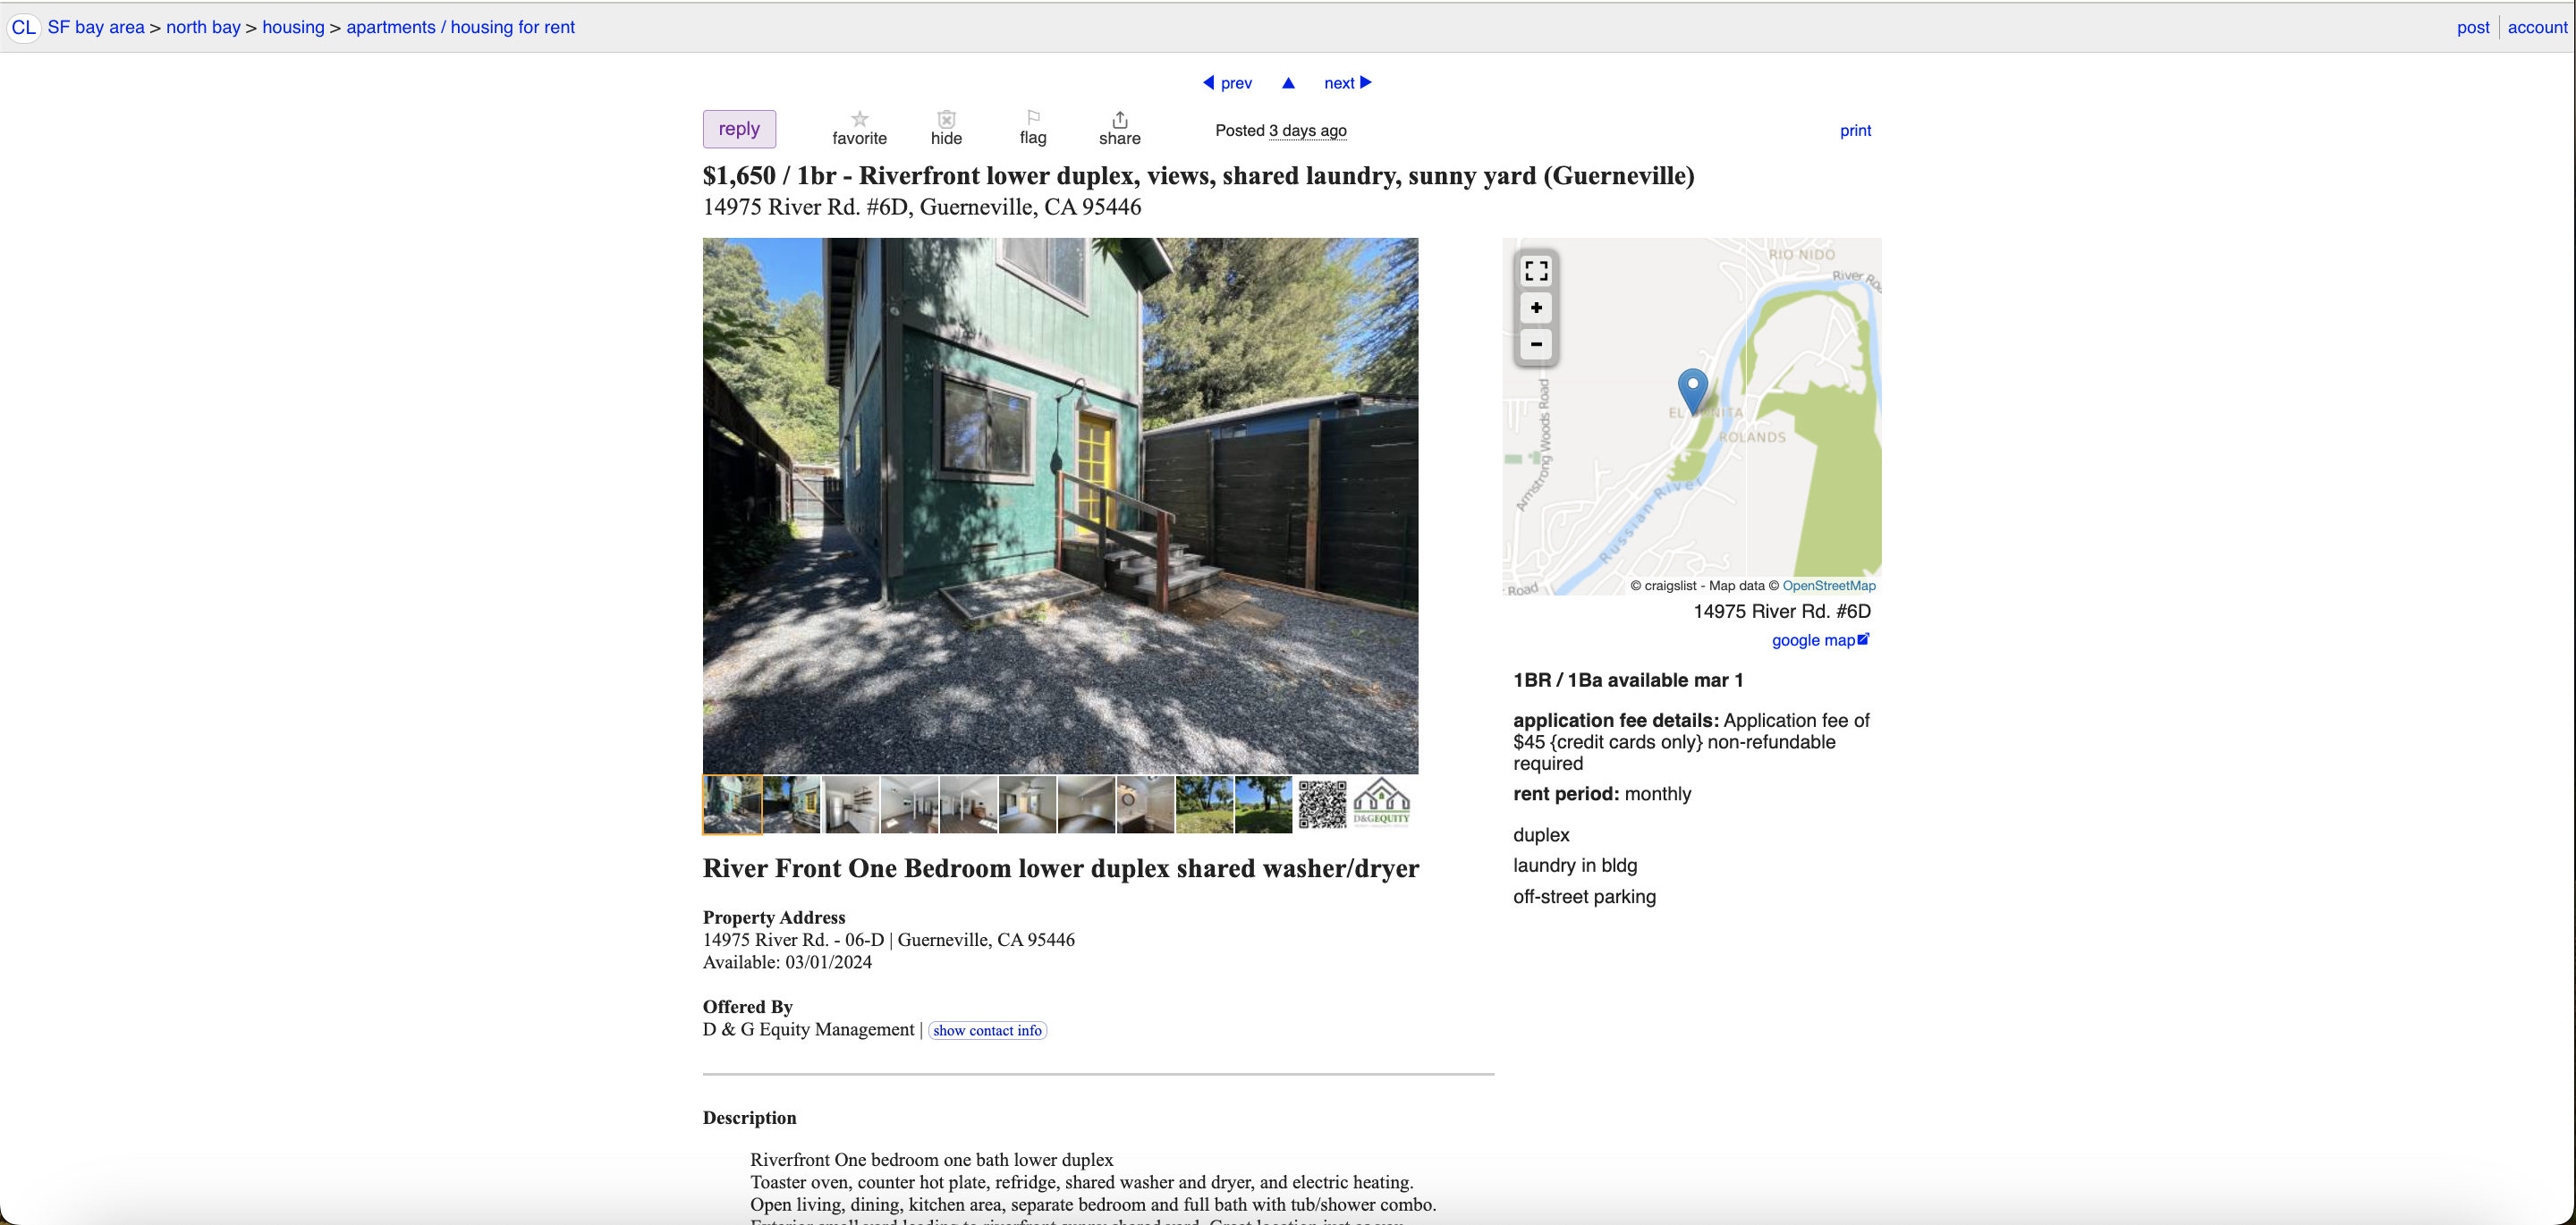 CL SF bay area > north bay > housing > apartments / housing for rent
post account
prev next
reply favorite hide flag share Posted 3 days ago print
$1,650 / 1br - Riverfront lower duplex, views, shared laundry, sunny yard (Guerneville)
14975 River Rd. #6D, Guerneville, CA 95446
+
-
RIO NIDO
River
Armstrong Woods Road
ROLANDS
Russian River
Road
© craigslist - Map data © OpenStreetMap
14975 River Rd. #6D
google map
1BR / 1Ba available mar 1
application fee details: Application fee of
$45 {credit cards only} non-refundable
required
rent period: monthly
duplex
laundry in bldg
off-street parking
D&GEQUITY
River Front One Bedroom lower duplex shared washer/dryer
Property Address
14975 River Rd. - 06-D | Guerneville, CA 95446
Available: 03/01/2024
Offered By
D & G Equity Management | show contact info
Description
Riverfront One bedroom one bath lower duplex
Toaster oven, counter hot plate, refridge, shared washer and dryer, and electric heating.
Open living, dining, kitchen area, separate bedroom and full bath with tub/shower combo.